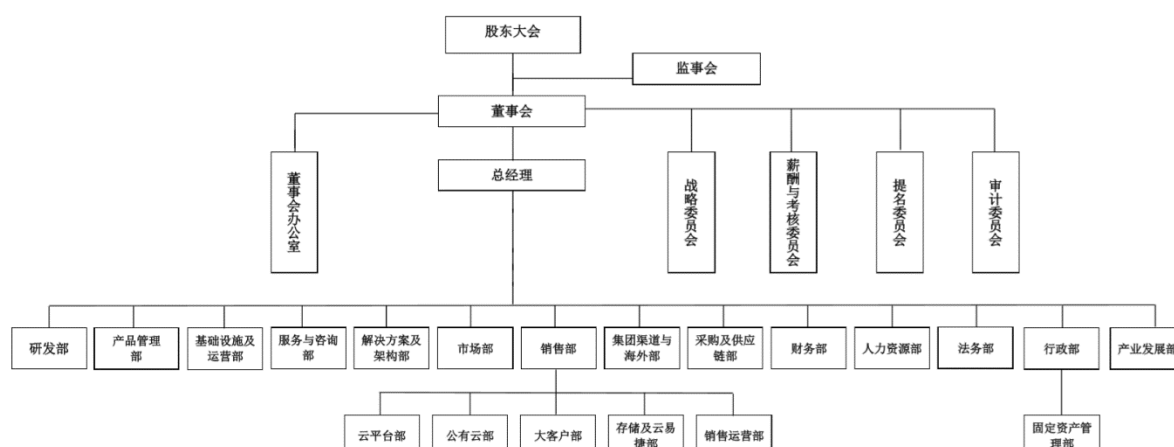 股东大会
监事会
董事会
董事会办公室
总经理
战略委员会
薪酬与考核委员会
提名委员会
审计委员会
研发部
产品管理
部
基础设施及
运营部
服务与咨询
部
解决方案及
架构部
市场部
销售部
集团渠道与
海外部
采购及供应
链部
财务部
人力资源部
法务部
行政部
产业发展部
云平台部
公有云部
大客户部
存储及云易
捷部
销售运营部
固定资产管
理部